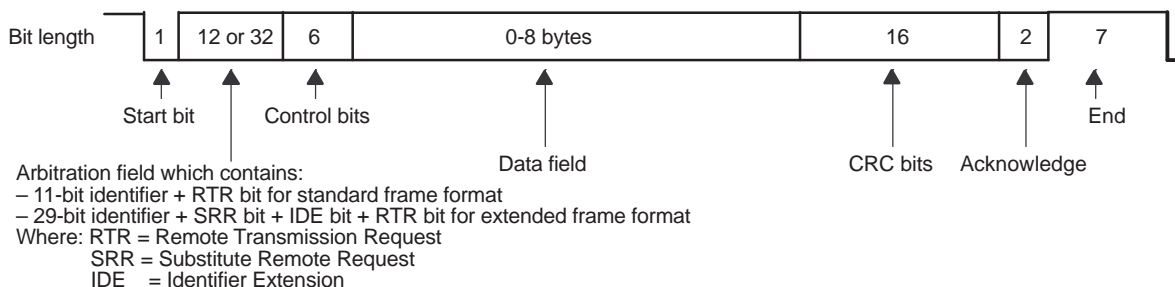 Bit length 1 12 or 32 6 0-8 bytes 16 2 7
Start bit Control bits End
Data field CRC bits Acknowledge
Arbitration field which contains:
– 11-bit identifier + RTR bit for standard frame format
– 29-bit identifier + SRR bit + IDE bit + RTR bit for extended frame format
Where: RTR = Remote Transmission Request
SRR = Substitute Remote Request
IDE = Identifier Extension